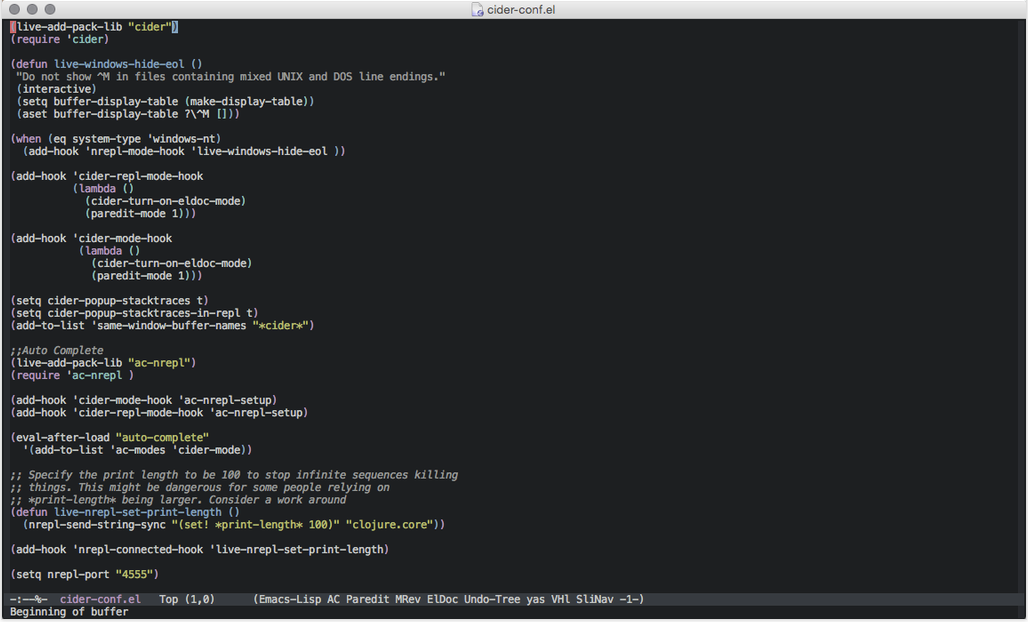 cider-conf.el
(live-add-pack-lib "cider")
(require 'cider)

(defun live-windows-hide-eol ()
 "Do not show ^M in files containing mixed UNIX and DOS line endings."
 (interactive)
 (setq buffer-display-table (make-display-table))
 (aset buffer-display-table ?\^M []))

(when (eq system-type 'windows-nt)
  (add-hook 'nrepl-mode-hook 'live-windows-hide-eol ))

(add-hook 'cider-repl-mode-hook
          (lambda ()
            (cider-turn-on-eldoc-mode)
            (paredit-mode 1)))

(add-hook 'cider-mode-hook
           (lambda ()
             (cider-turn-on-eldoc-mode)
             (paredit-mode 1)))

(setq cider-popup-stacktraces t)
(setq cider-popup-stacktraces-in-repl t)
(add-to-list 'same-window-buffer-names "*cider*")

;;Auto Complete
(live-add-pack-lib "ac-nrepl")
(require 'ac-nrepl )

(add-hook 'cider-mode-hook 'ac-nrepl-setup)
(add-hook 'cider-repl-mode-hook 'ac-nrepl-setup)

(eval-after-load "auto-complete"
  '(add-to-list 'ac-modes 'cider-mode))

;; Specify the print length to be 100 to stop infinite sequences killing
;; things. This might be dangerous for some people relying on
;; *print-length* being larger. Consider a work around
(defun live-nrepl-set-print-length ()
  (nrepl-send-string-sync "(set! *print-length* 100)" "clojure.core"))

(add-hook 'nrepl-connected-hook 'live-nrepl-set-print-length)

(setq nrepl-port "4555")

-:--%-  cider-conf.el   Top (1,0)      (Emacs-Lisp AC Paredit MRev ElDoc Undo-Tree yas VHl SliNav -1-)
Beginning of buffer